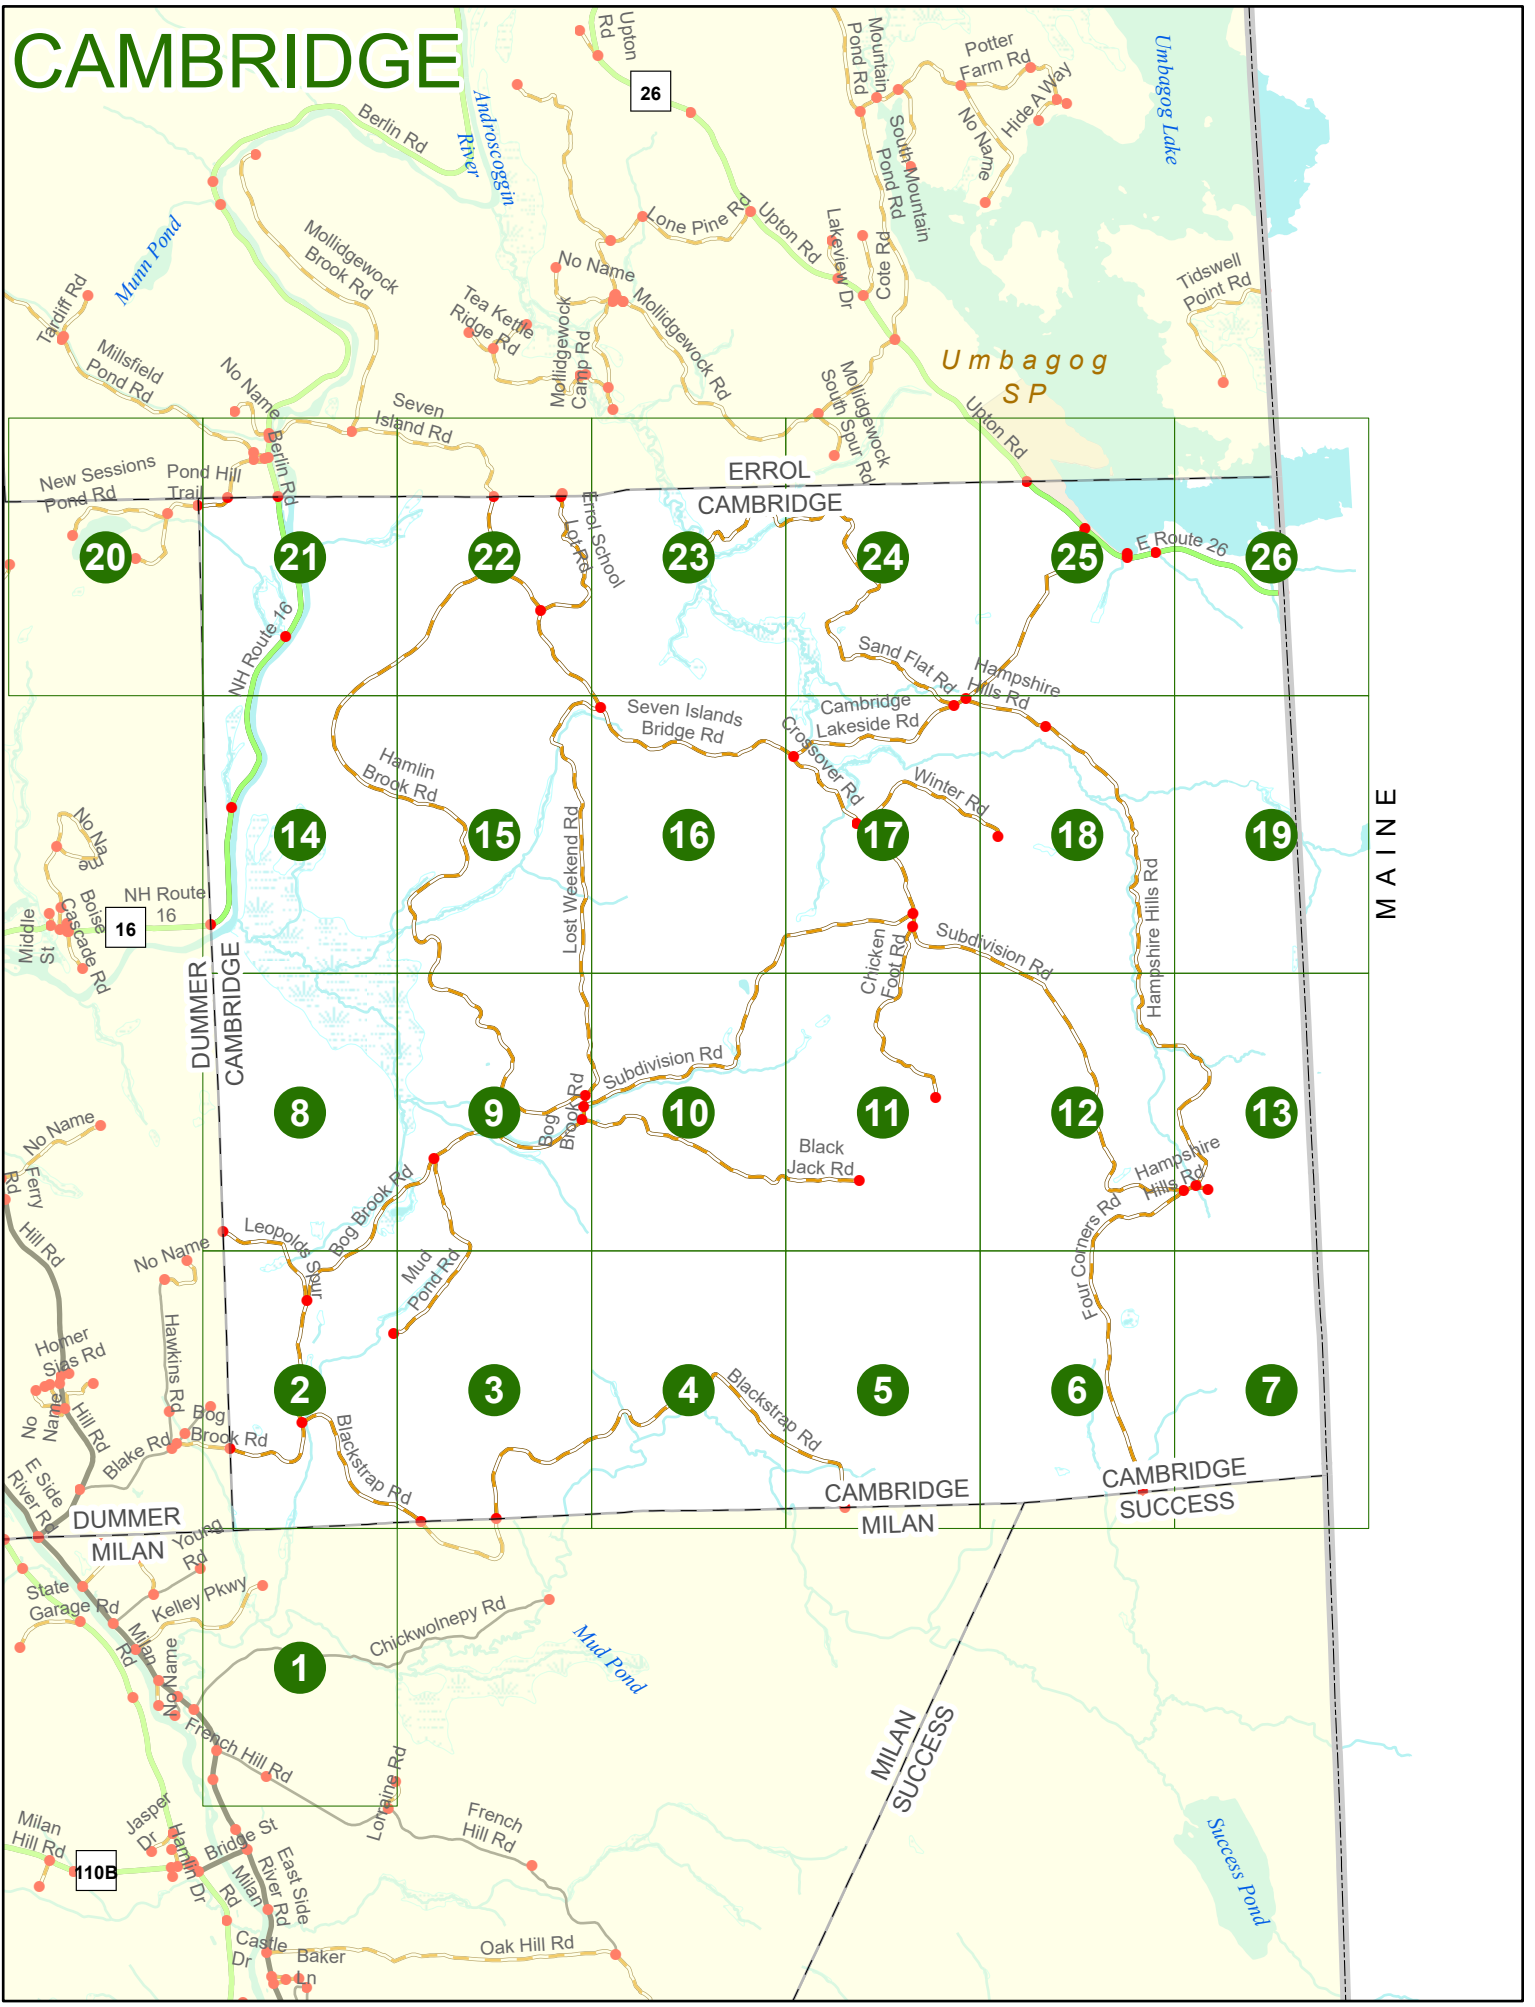 CAMBRIDGE
Upton
Rd
26
Mountain
Pond Rd
Potter
Farm Rd
Hide A Way
No Name
South Mountain
Pond Rd
Umbagog Lake
Berlin Rd
Androscoggin
River
Munn Pond
Mollidgewock
Brook Rd
Lone Pine Rd
Upton Rd
Lakeview Dr
Cote Rd
No Name
Tidswell
Point Rd
Tardiff Rd
Tea Kettle
Ridge Rd
Mollidgewock Rd
Mollidgewock
Camp Rd
Millsfield
Pond Rd
No Name
Umbagog
SP
Mollidgewock
South Spur Rd
Seven
Island Rd
Upton Rd
Berlin Rd
New Sessions
Pond Rd
Pond Hill
Trail
ERROL
CAMBRIDGE
Errol School
Lot Rd
E Route 26
20
21
22
23
24
25
26
NH Route 16
Sand Flat Rd
Hampshire
Hills Rd
Cambridge
Lakeside Rd
Seven Islands
Bridge Rd
Crossover Rd
Hamlin
Brook Rd
Winter Rd
MAINE
14
15
16
17
18
19
No Na
e
Lost Weekend Rd
Hampshire Hills Rd
NH Route
16
16
Middle
St
Boise
Cascade Rd
Chicken
Foot Rd
Subdivision Rd
DUMMER
CAMBRIDGE
Subdivision Rd
Bog
Brook Rd
8
9
10
11
12
13
No Name
Ferry
Rd
Hill Rd
Black
Jack Rd
Hampshire
Hills Rd
Bog Brook Rd
Four Corners Rd
Leopolds Spur
No Name
Mud
Pond Rd
Hawkins Rd
Homer
Sias Rd
No
Name
Hill Rd
2
3
4
5
6
7
Bog
Brook Rd
Blake Rd
Blackstrap Rd
Blackstrap Rd
E Side
River Rd
CAMBRIDGE
SUCCESS
CAMBRIDGE
MILAN
DUMMER
MILAN
Young
Rd
State
Garage Rd
Kelley Pkwy
Milan
Rd
No Name
Chickwolnepy Rd
Mud Pond
1
French Hill Rd
MILAN
SUCCESS
Lorraine Rd
French
Hill Rd
Milan
Hill Rd
Jasper
Dr
Hamlin Dr
Bridge St
110B
Milan
Rd
East Side
River Rd
Success Pond
Castle
Dr
Baker
Ln
Oak Hill Rd